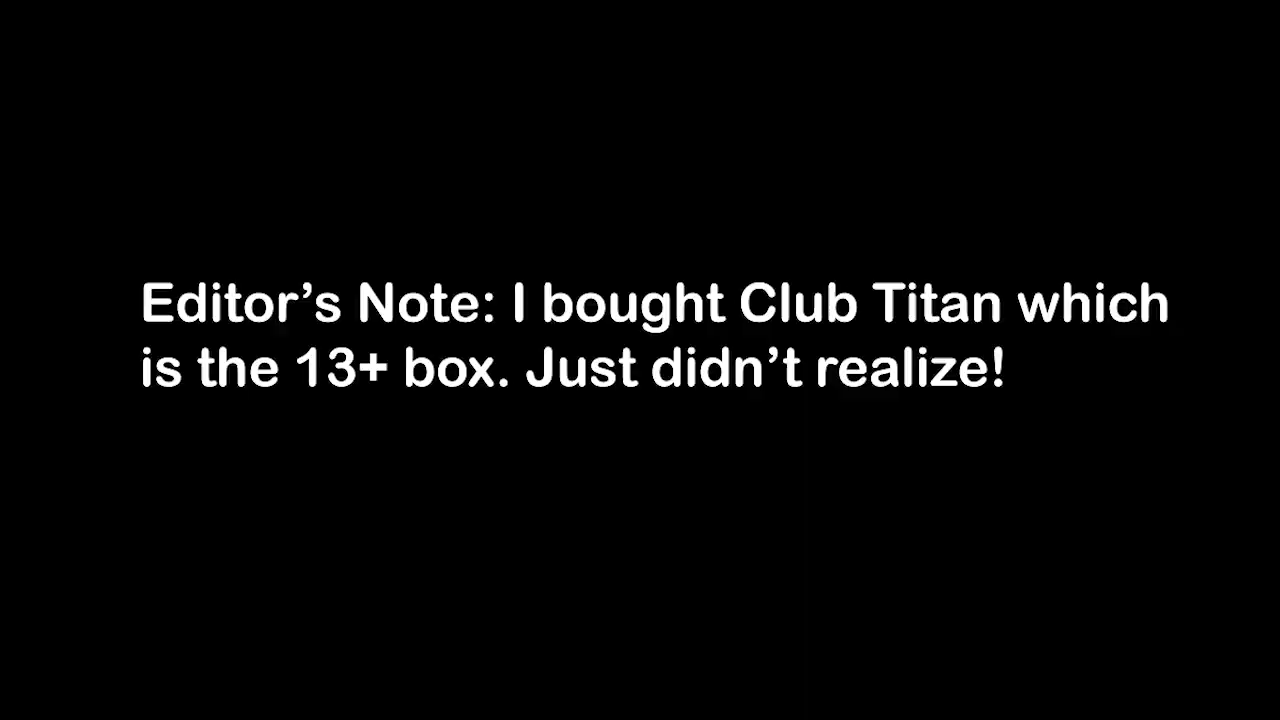 Editor’s Note: I bought Club Titan which
is the 13+ box. Just didn’t realize!